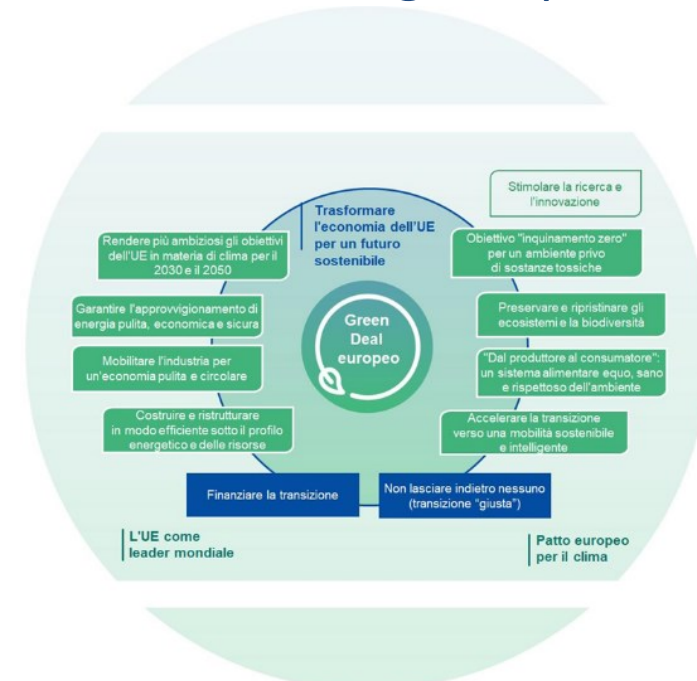 Stimolare la ricerca e
l'innovazione
Trasformare
l'economia dell'UE
per un futuro
sostenibile
Rendere più ambiziosi gli obiettivi
dell'UE in materia di clima per il
2030 e il 2050
Obiettivo "inquinamento zero"
per un ambiente privo
di sostanze tossiche
Garantire l'approvvigionamento di
energia pulita, economica e sicura
Preservare e ripristinare gli
ecosistemi e la biodiversità
Green
Deal
europeo
Mobilitare l'industria per
un'economia pulita e circolare
"Dal produttore al consumatore":
un sistema alimentare equo, sano
e rispettoso dell'ambiente
Costruire e ristrutturare
in modo efficiente sotto il profilo
energetico e delle risorse
Accelerare la transizione
verso una mobilità sostenibile
e intelligente
Finanziare la transizione
Non lasciare indietro nessuno
(transizione "giusta")
L'UE come
leader mondiale
Patto europeo
per il clima